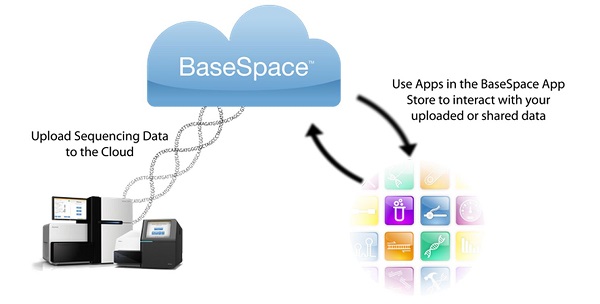 BaseSpace™
Use Apps in the BaseSpace App
Store to interact with your
uploaded or shared data
Upload Sequencing Data
to the Cloud